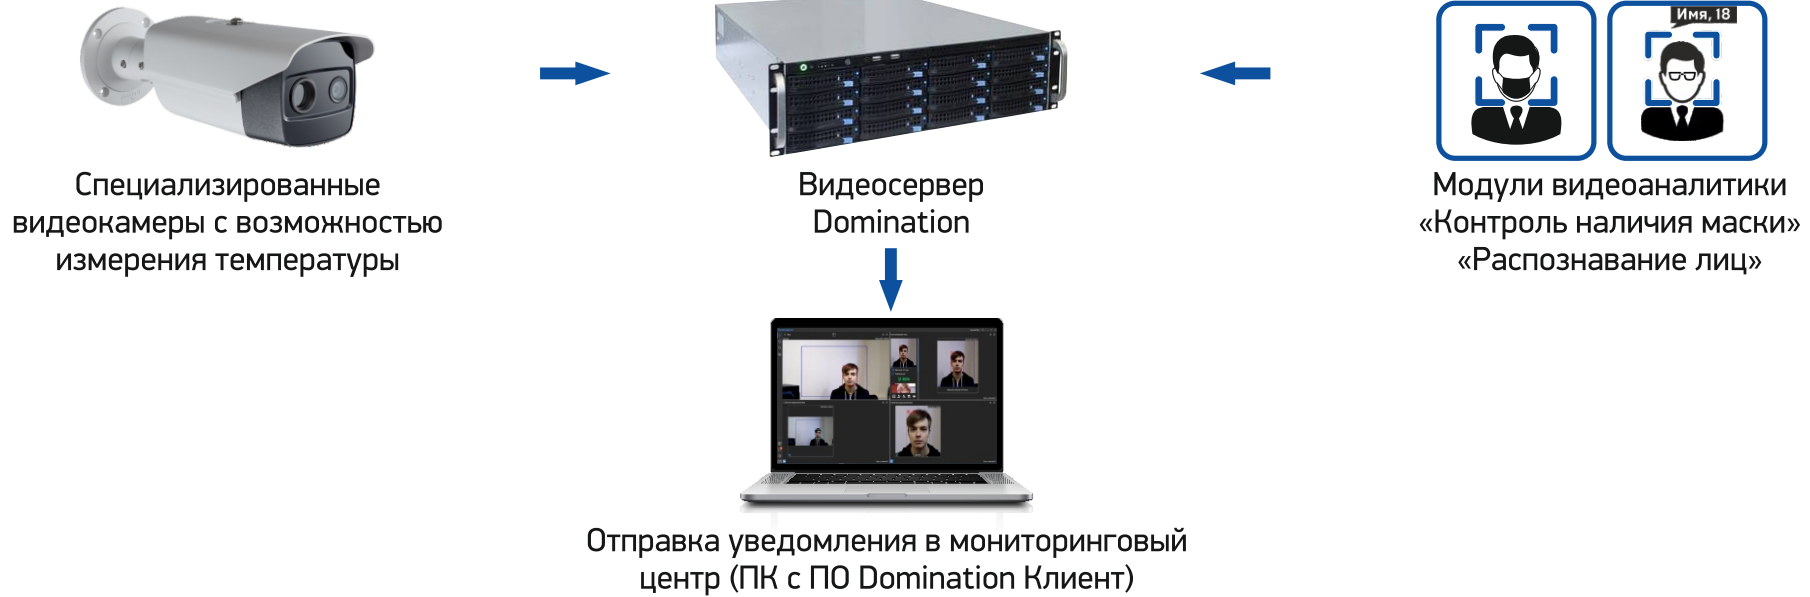 Имя, 18
Специализированные
видеокамеры с возможностью
измерения температуры
Видеосервер
Domination
Модули видеоаналитики
«Контроль наличия маски»
«Распознавание лиц»
Отправка уведомления в мониторинговый
центр (ПК с ПО Domination Клиент)